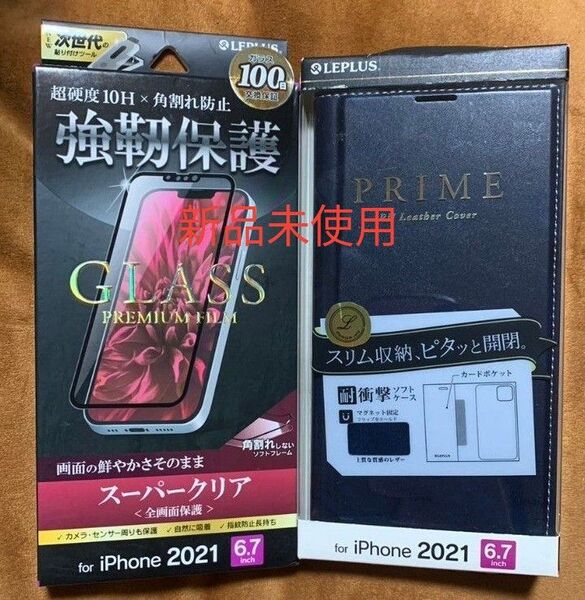 NEW
次世代の
貼り付けツール
LEPLUS
ガラス
100日
交換保証
超硬度10H×角割れ防止
強靭保護
GLASS
PREMIUM FILM
角割れしない
ソフトフレーム
画面の鮮やかさそのまま
スーパークリア
<全画面保護>
✓カメラ・センサー周りも保護 ✓自然に吸着 ✓指紋防止長持ち
for iPhone 2021 6.7 inch
新品未使用
LEPLUS
PRIME
Leather Cover
スリム収納、ピタッと開閉。
耐衝撃 ソフトケース
カードポケット
マグネット固定
上質な質感のレザー
for iPhone 2021 6.7 inch